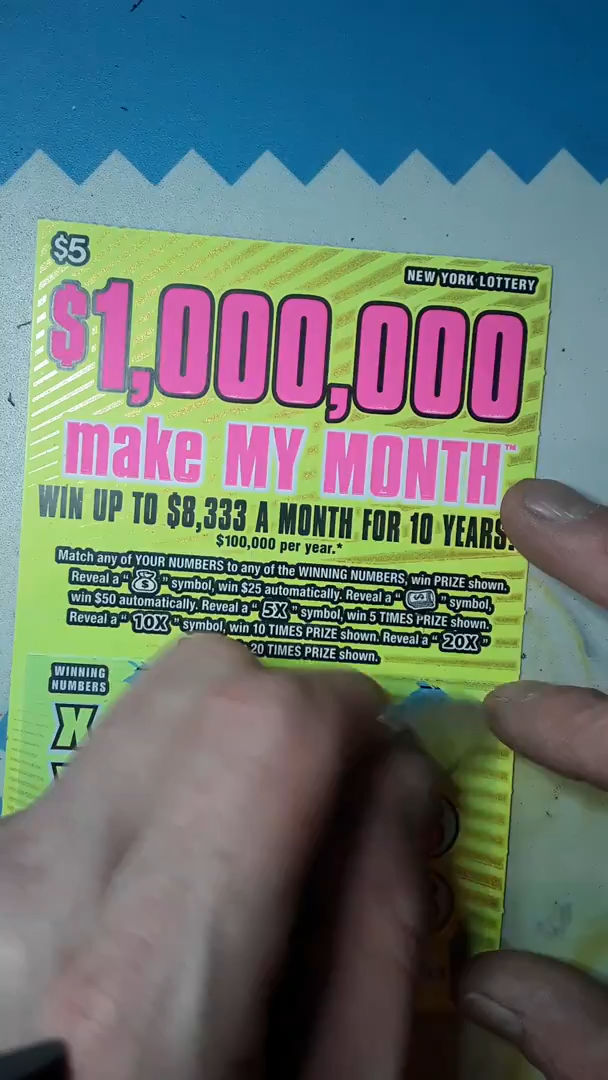 $5
NEW YORK LOTTERY
$1,000,000
make MY MONTH™
WIN UP TO $8,333 A MONTH FOR 10 YEARS!
$100,000 per year.*
Match any of YOUR NUMBERS to any of the WINNING NUMBERS, win PRIZE shown.
Reveal a " " symbol, win $25 automatically. Reveal a " " symbol,
win $50 automatically. Reveal a "5X" symbol, win 5 TIMES PRIZE shown.
Reveal a "10X" symbol, win 10 TIMES PRIZE shown. Reveal a "20X"
20 TIMES PRIZE shown.
WINNING
NUMBERS